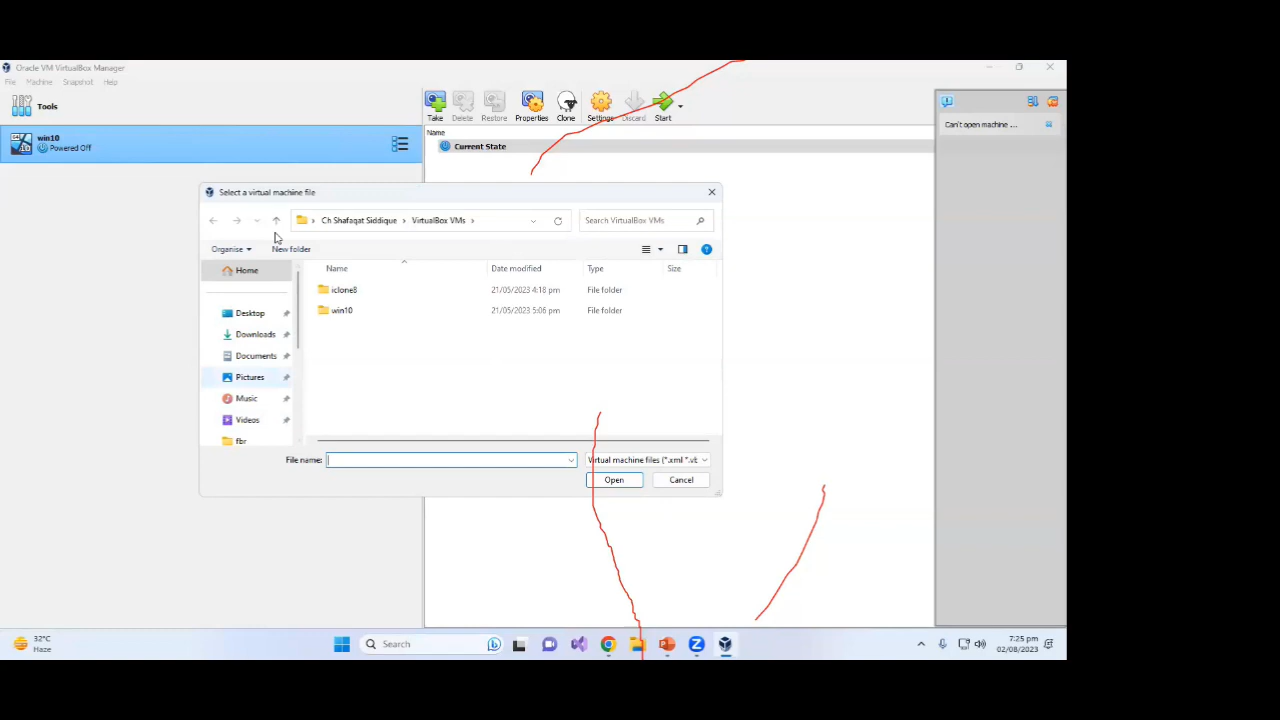 Oracle VM VirtualBox Manager
File Machine Snapshot Help
Tools
win10
Powered Off
Take Delete Restore Properties Clone Settings Discard Start
Name
Current State
Can't open machine ...
Select a virtual machine file
Ch Shafaqat Siddique > VirtualBox VMs >
Search VirtualBox VMs
Organise New folder
Home
Desktop
Downloads
Documents
Pictures
Music
Videos
fbr
Name Date modified Type Size
iclone8 21/05/2023 4:18 pm File folder
win10 21/05/2023 5:06 pm File folder
File name:
Virtual machine files (*.xml *.vb
Open Cancel
32°C
Haze
Search
7:25 pm
02/08/2023